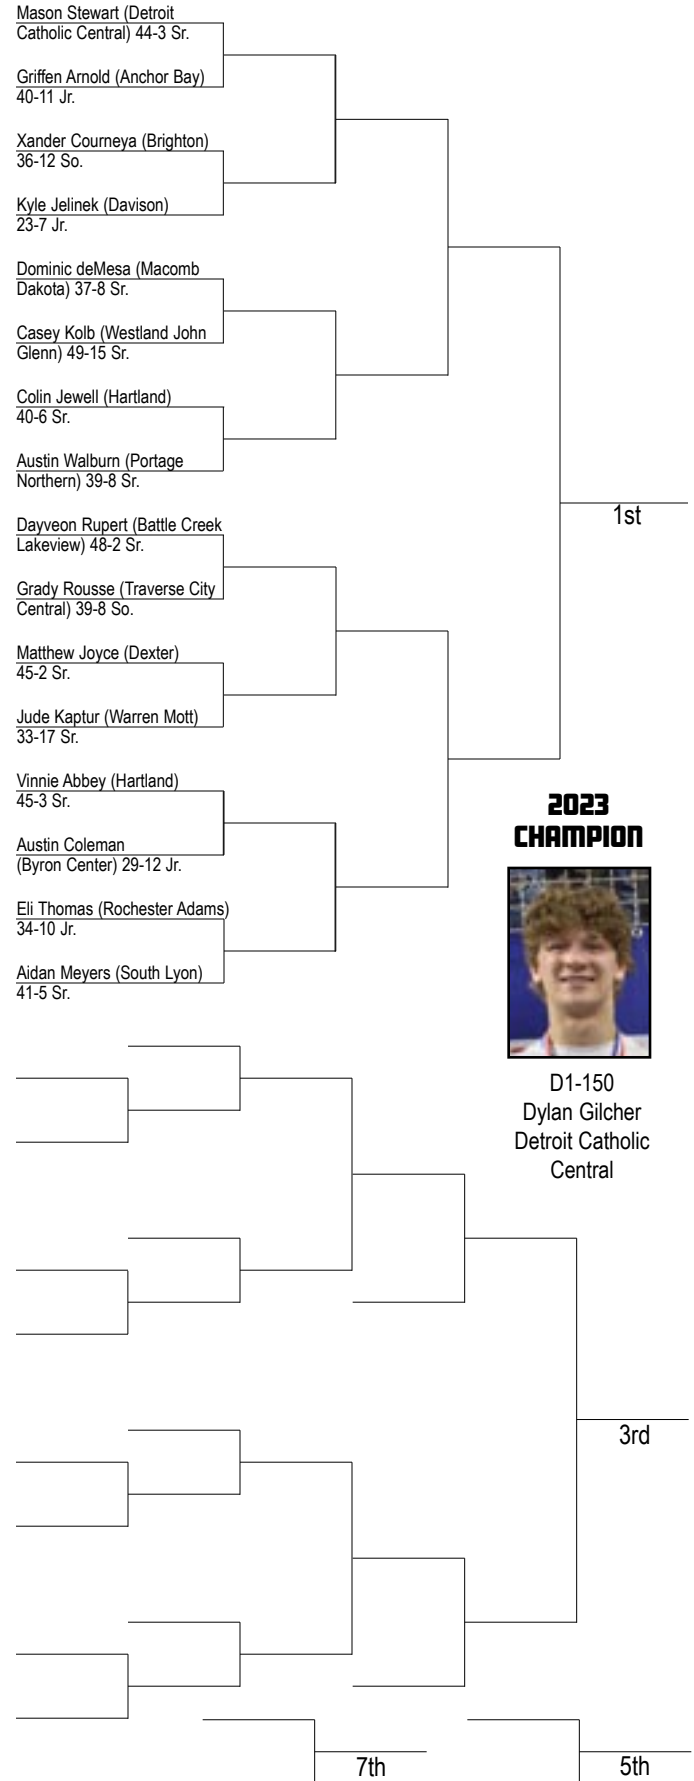 Mason Stewart (Detroit
Catholic Central) 44-3 Sr.
Griffen Arnold (Anchor Bay)
40-11 Jr.
Xander Courneya (Brighton)
36-12 So.
Kyle Jelinek (Davison)
23-7 Jr.
Dominic deMesa (Macomb
Dakota) 37-8 Sr.
Casey Kolb (Westland John
Glenn) 49-15 Sr.
Colin Jewell (Hartland)
40-6 Sr.
Austin Walburn (Portage
Northern) 39-8 Sr.
Dayveon Rupert (Battle Creek
Lakeview) 48-2 Sr.
Grady Rousse (Traverse City
Central) 39-8 So.
Matthew Joyce (Dexter)
45-2 Sr.
Jude Kaptur (Warren Mott)
33-17 Sr.
Vinnie Abbey (Hartland)
45-3 Sr.
Austin Coleman
(Byron Center) 29-12 Jr.
Eli Thomas (Rochester Adams)
34-10 Jr.
Aidan Meyers (South Lyon)
41-5 Sr.
1st
2023
CHAMPION
D1-150
Dylan Gilcher
Detroit Catholic
Central
3rd
7th
5th